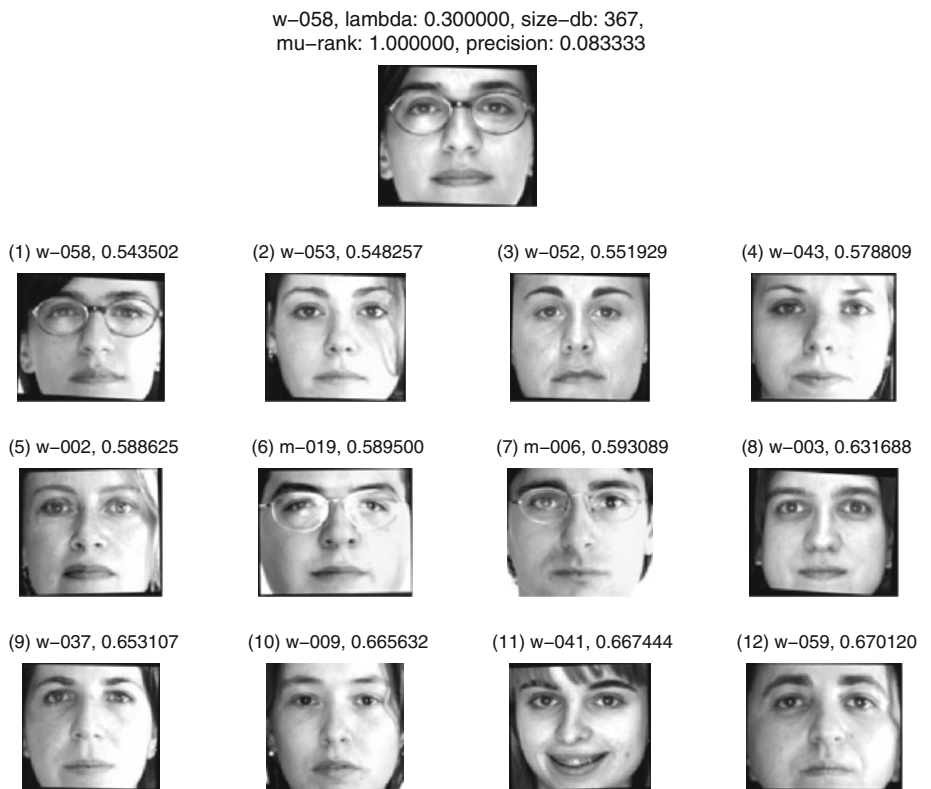 w–058, lambda: 0.300000, size–db: 367,
mu–rank: 1.000000, precision: 0.083333
(1) w–058, 0.543502
(2) w–053, 0.548257
(3) w–052, 0.551929
(4) w–043, 0.578809
(5) w–002, 0.588625
(6) m–019, 0.589500
(7) m–006, 0.593089
(8) w–003, 0.631688
(9) w–037, 0.653107
(10) w–009, 0.665632
(11) w–041, 0.667444
(12) w–059, 0.670120